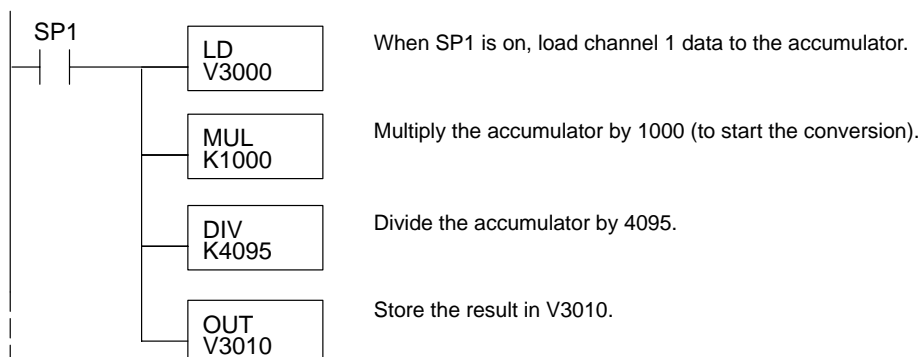 SP1
LD
V3000
When SP1 is on, load channel 1 data to the accumulator.
MUL
K1000
Multiply the accumulator by 1000 (to start the conversion).
DIV
K4095
Divide the accumulator by 4095.
OUT
V3010
Store the result in V3010.